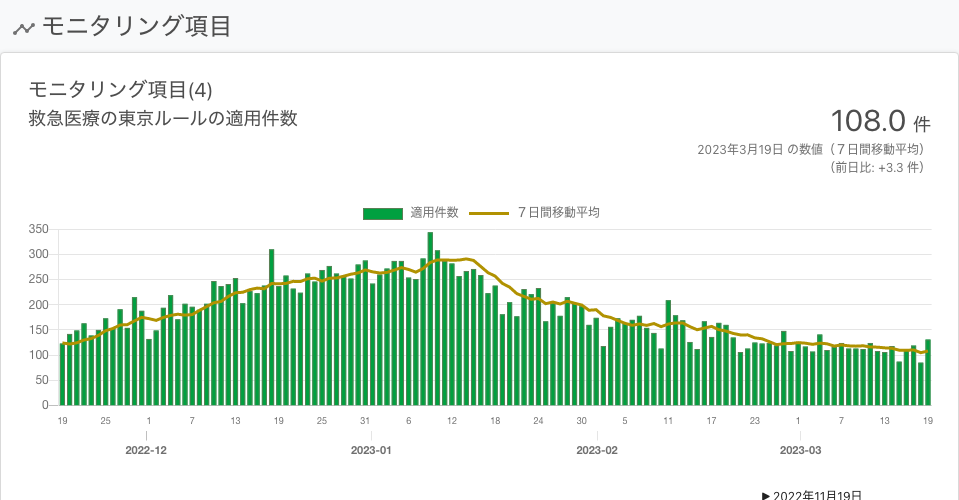 モニタリング項目
モニタリング項目(4)
救急医療の東京ルールの適用件数
108.0 件
2023年3月19日 の数値（７日間移動平均）
（前日比: +3.3 件）
適用件数 ７日間移動平均
350
300
250
200
150
100
50
0
19 25 1 7 13 19 25 31 6 12 18 24 30 5 11 17 23 1 7 13 19
2022-12 2023-01 2023-02 2023-03
▶ 2022年11月19日